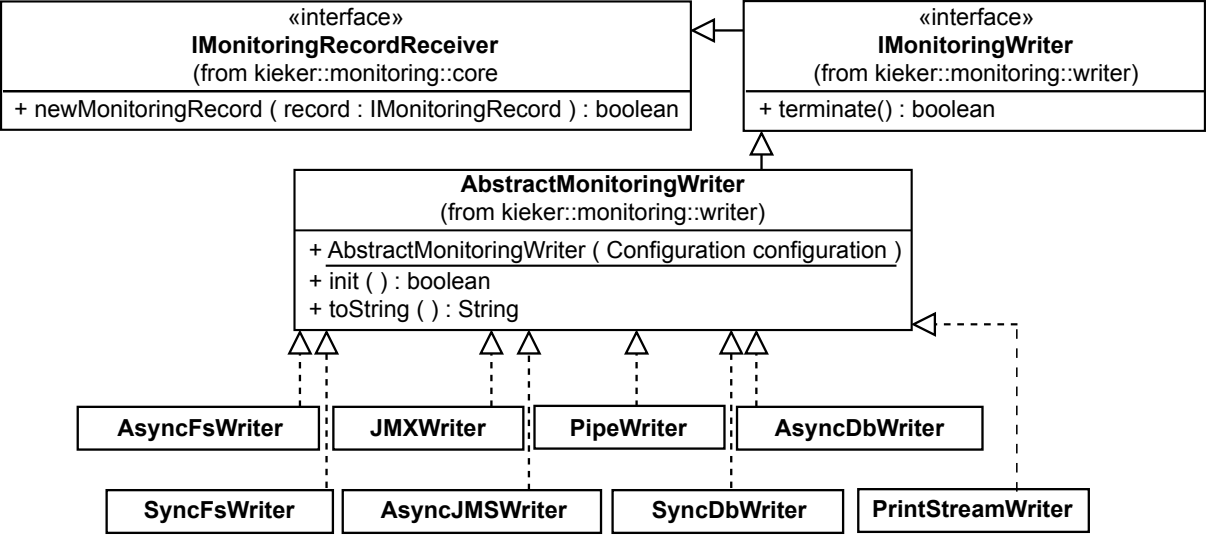 «interface»
IMonitoringRecordReceiver
(from kieker::monitoring::core
+ newMonitoringRecord ( record : IMonitoringRecord ) : boolean
«interface»
IMonitoringWriter
(from kieker::monitoring::writer)
+ terminate() : boolean
AbstractMonitoringWriter
(from kieker::monitoring::writer)
+ AbstractMonitoringWriter ( Configuration configuration )
+ init ( ) : boolean
+ toString ( ) : String
AsyncFsWriter
JMXWriter
PipeWriter
AsyncDbWriter
SyncFsWriter
AsyncJMSWriter
SyncDbWriter
PrintStreamWriter